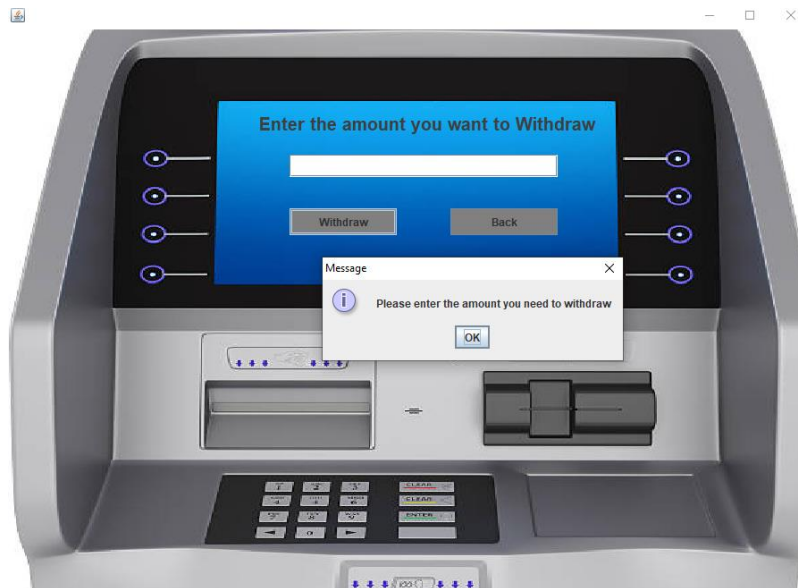 Enter the amount you want to Withdraw
Withdraw
Back
Message
Please enter the amount you need to withdraw
OK
CLEAR
CLEAR
ENTER